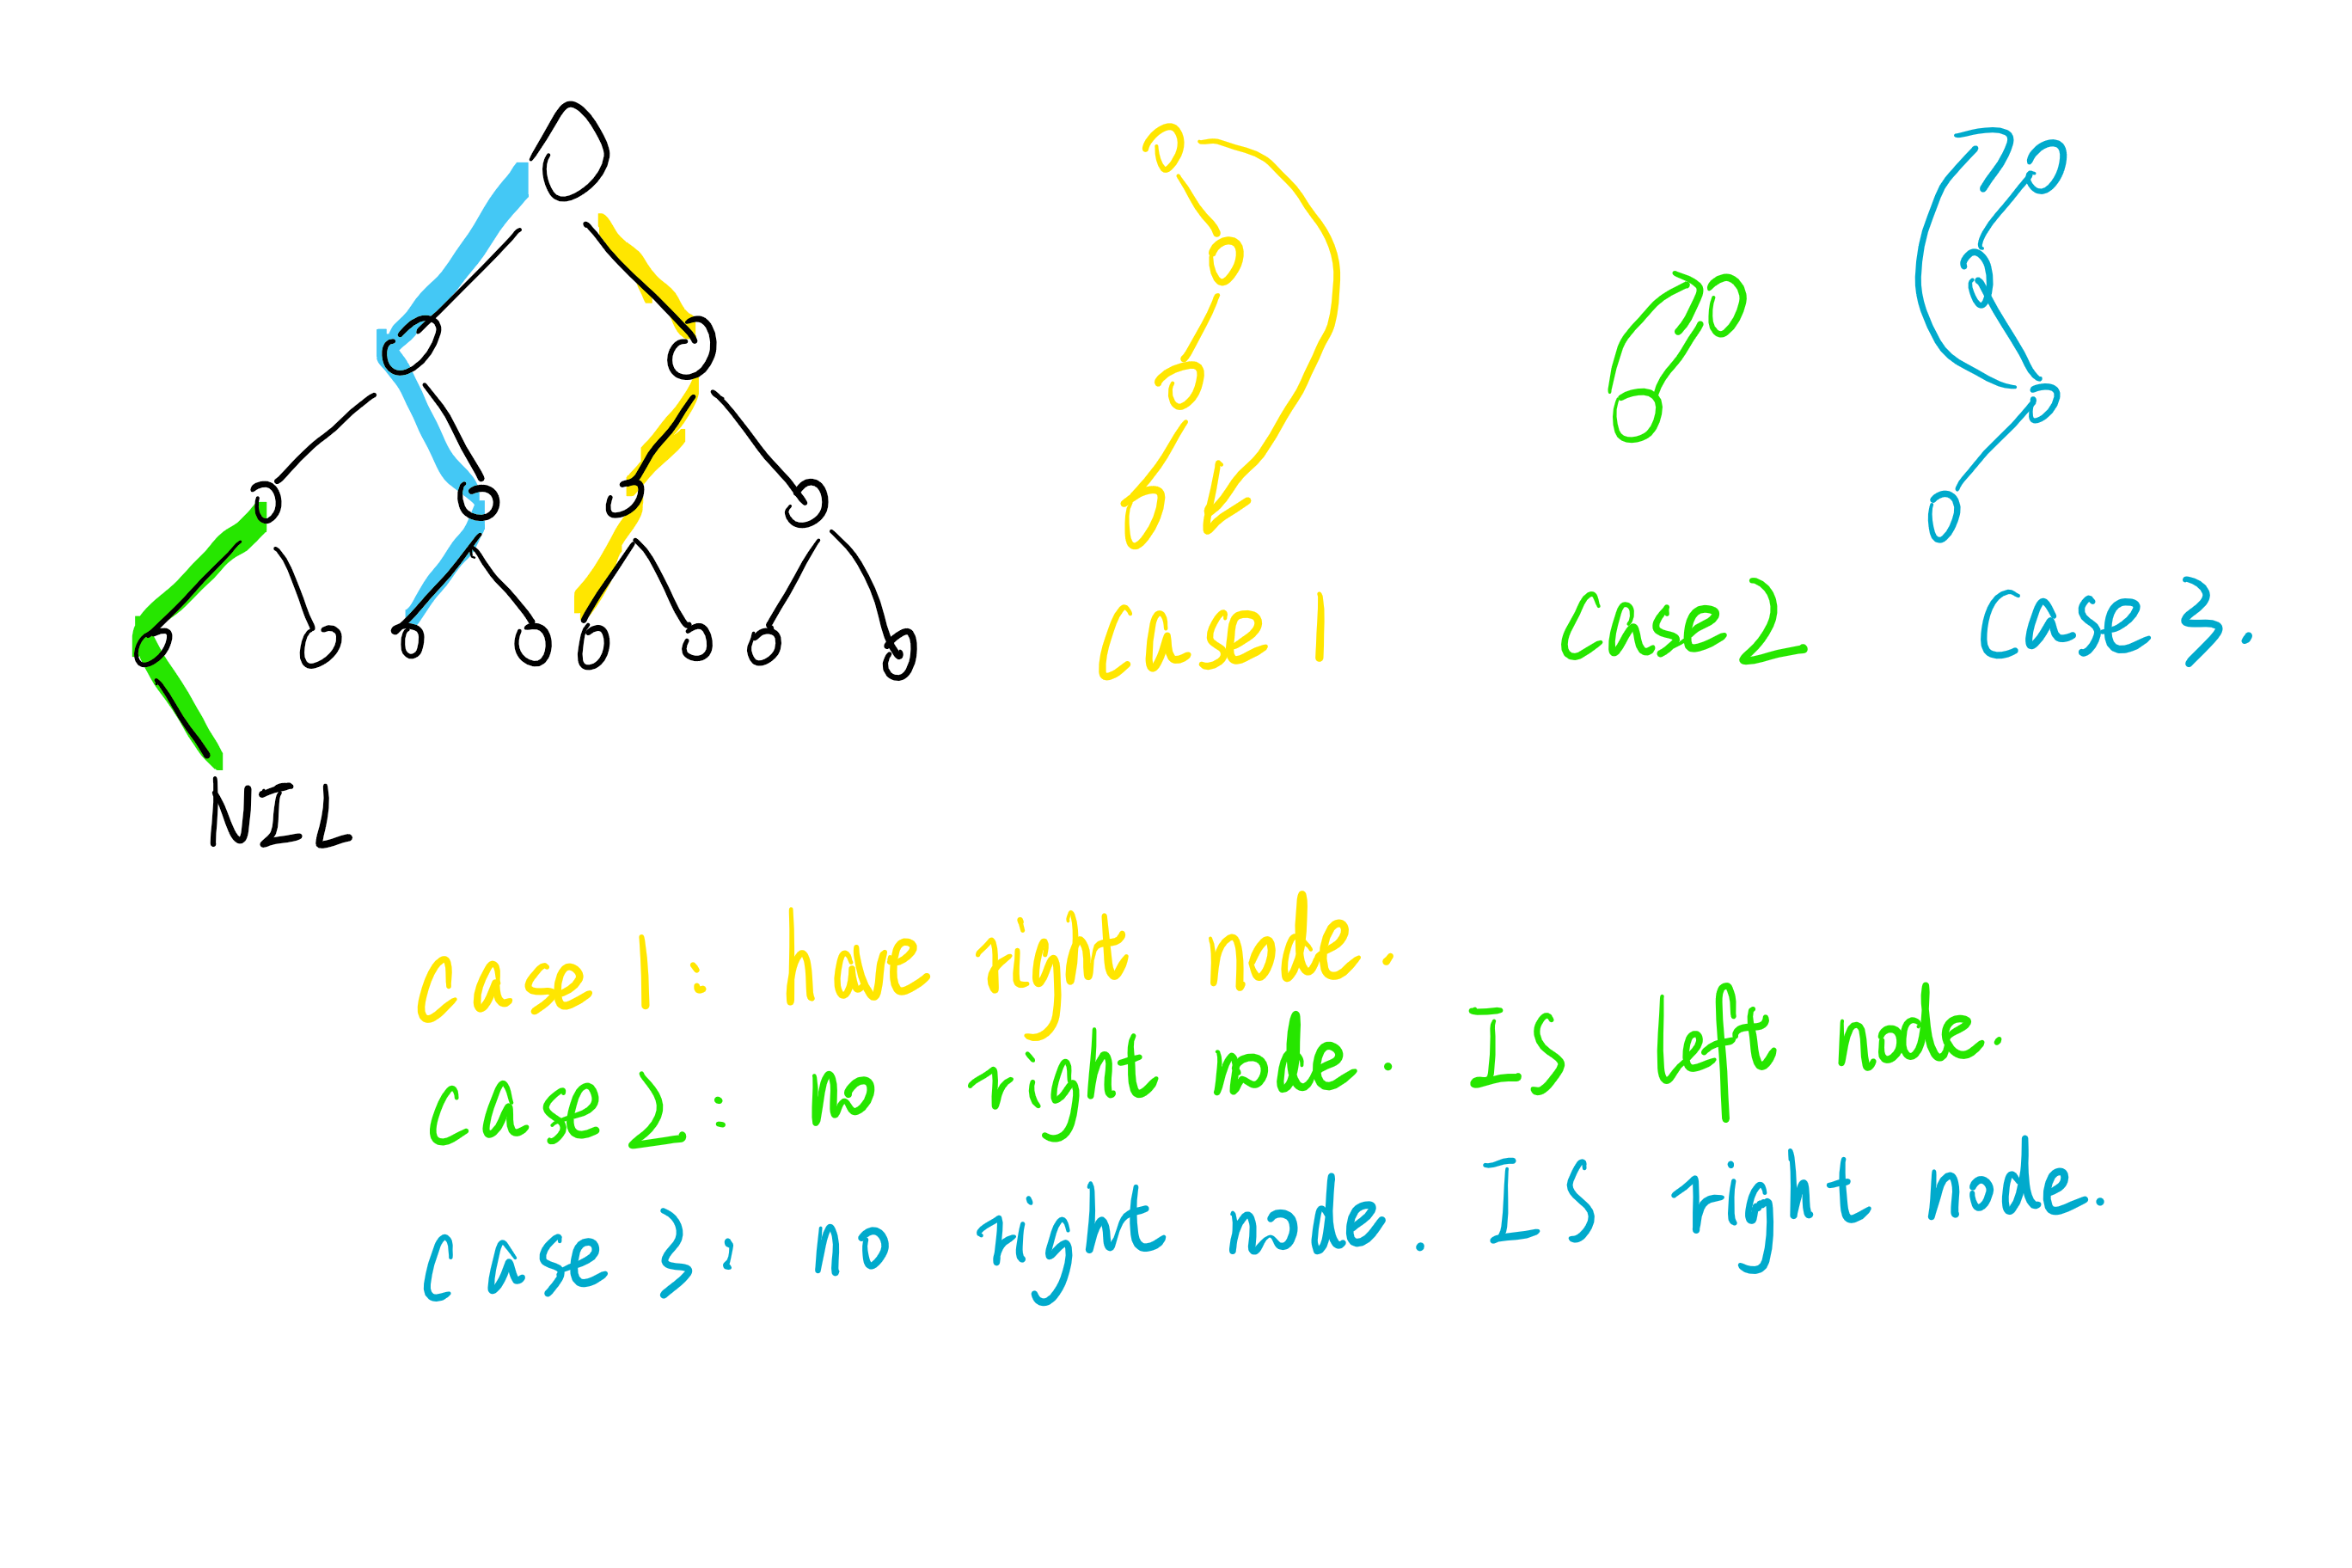 case 1
case 2
case 3.
NIL
case 1: have right node.
case 2: no right node. Is left node.
case 3: no right node. Is right node.